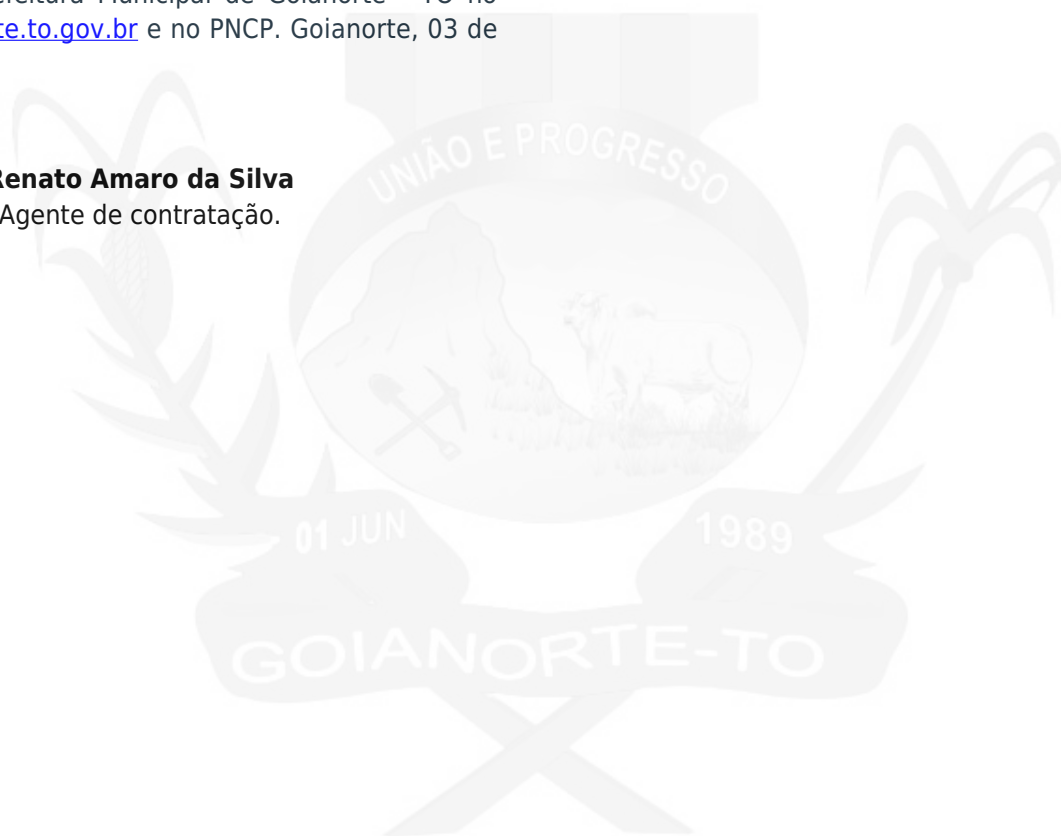 Prefeitura Municipal de Goianorte - TO no
te.to.gov.br e no PNCP. Goianorte, 03 de
Renato Amaro da Silva
Agente de contratação.
UNIÃO E PROGRESSO
01 JUN 1989
GOIANORTE-TO